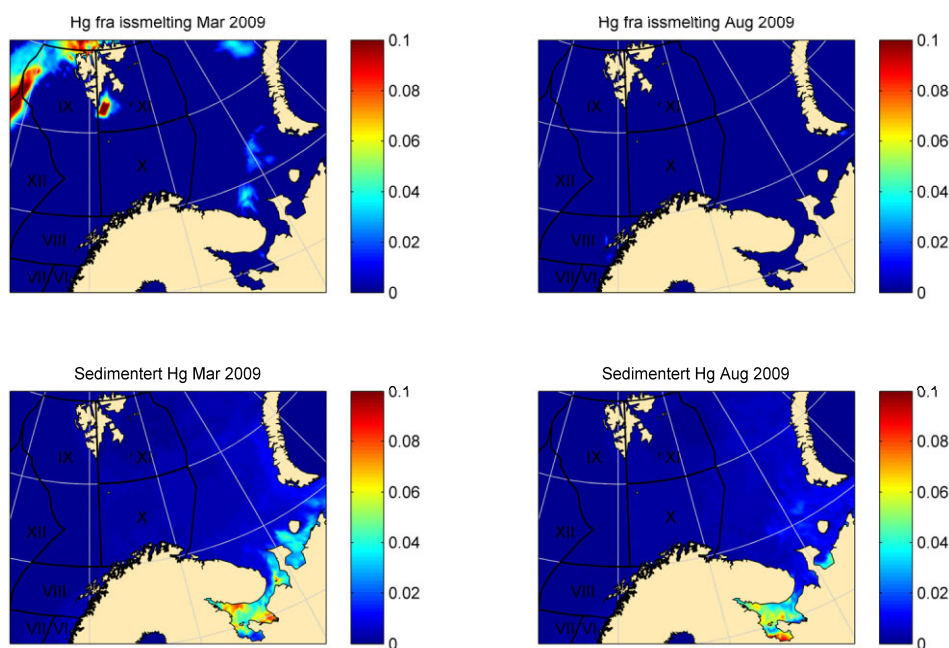 Hg fra issmelting Mar 2009
IX
XI
X
XII
VIII
VII
VI
0.1
0.08
0.06
0.04
0.02
0
Hg fra issmelting Aug 2009
IX
XI
X
XII
VIII
VII
VI
0.1
0.08
0.06
0.04
0.02
0
Sedimentert Hg Mar 2009
IX
XI
X
XII
VIII
VII
VI
0.1
0.08
0.06
0.04
0.02
0
Sedimentert Hg Aug 2009
IX
XI
X
XII
VIII
VII
VI
0.1
0.08
0.06
0.04
0.02
0